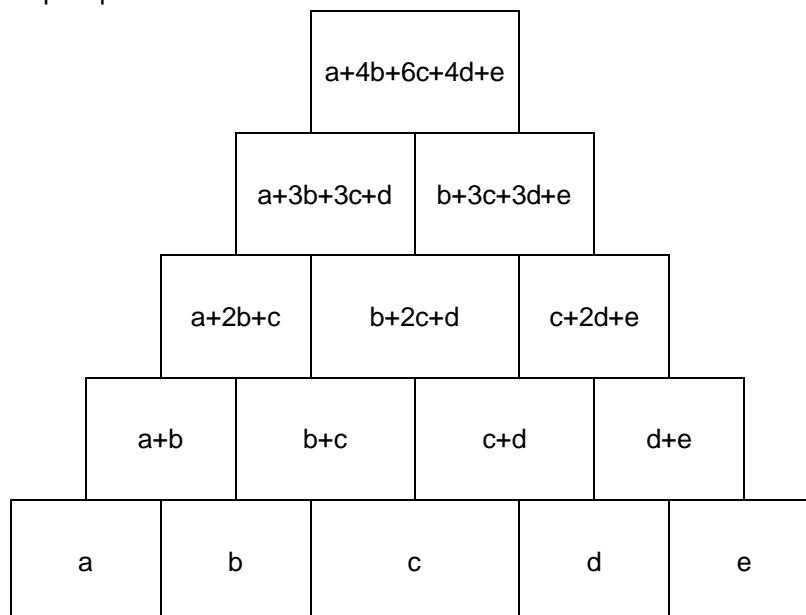 a+4b+6c+4d+e
a+3b+3c+d b+3c+3d+e
a+2b+c b+2c+d c+2d+e
a+b b+c c+d d+e
a b c d e